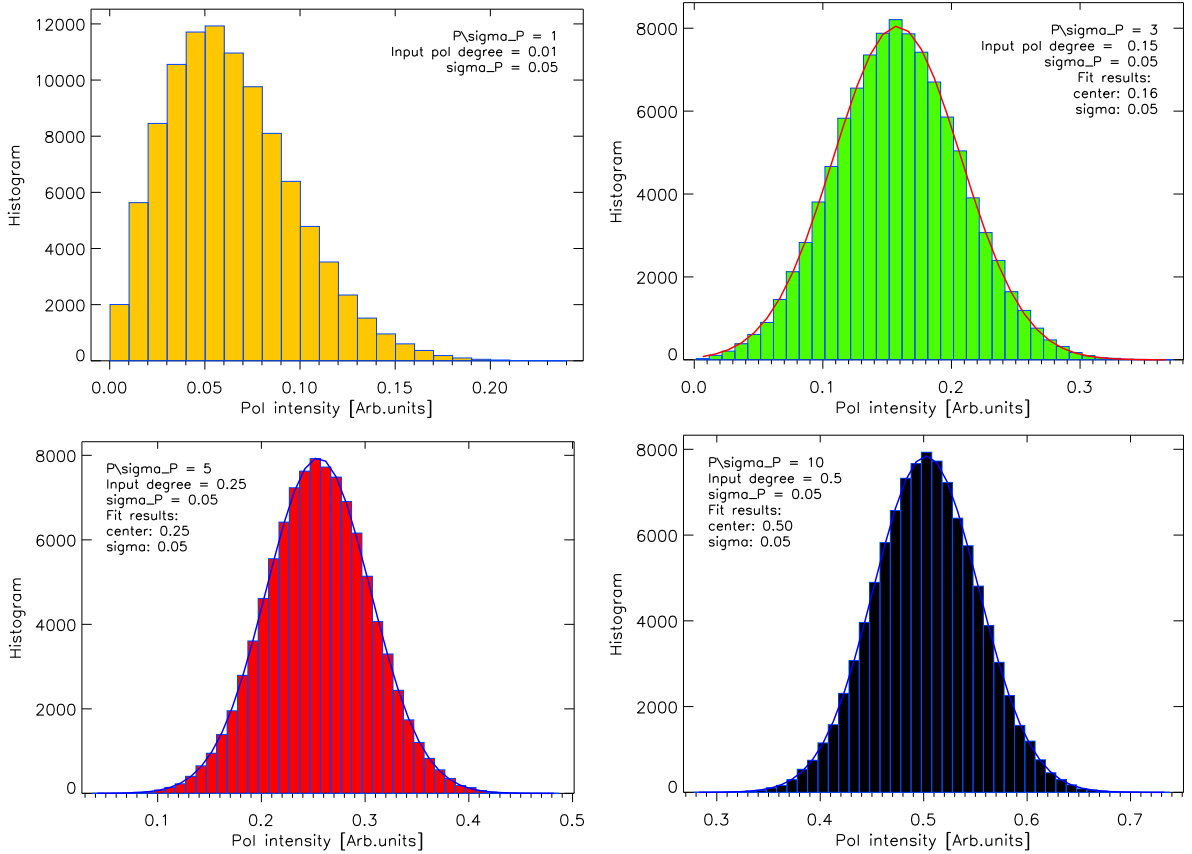 12000
10000
8000
6000
4000
2000
0
Histogram
P\sigma_P = 1
Input pol degree = 0.01
sigma_P = 0.05
0.00 0.05 0.10 0.15 0.20
Pol intensity [Arb.units]
8000
6000
4000
2000
0
Histogram
P\sigma_P = 3
Input pol degree = 0.15
sigma_P = 0.05
Fit results:
center: 0.16
sigma: 0.05
0.0 0.1 0.2 0.3
Pol intensity [Arb.units]
8000
6000
4000
2000
0
Histogram
P\sigma_P = 5
Input degree = 0.25
sigma_P = 0.05
Fit results:
center: 0.25
sigma: 0.05
0.1 0.2 0.3 0.4 0.5
Pol intensity [Arb.units]
8000
6000
4000
2000
0
Histogram
P\sigma_P = 10
Input degree = 0.5
sigma_P = 0.05
Fit results:
center: 0.50
sigma: 0.05
0.3 0.4 0.5 0.6 0.7
Pol intensity [Arb.units]